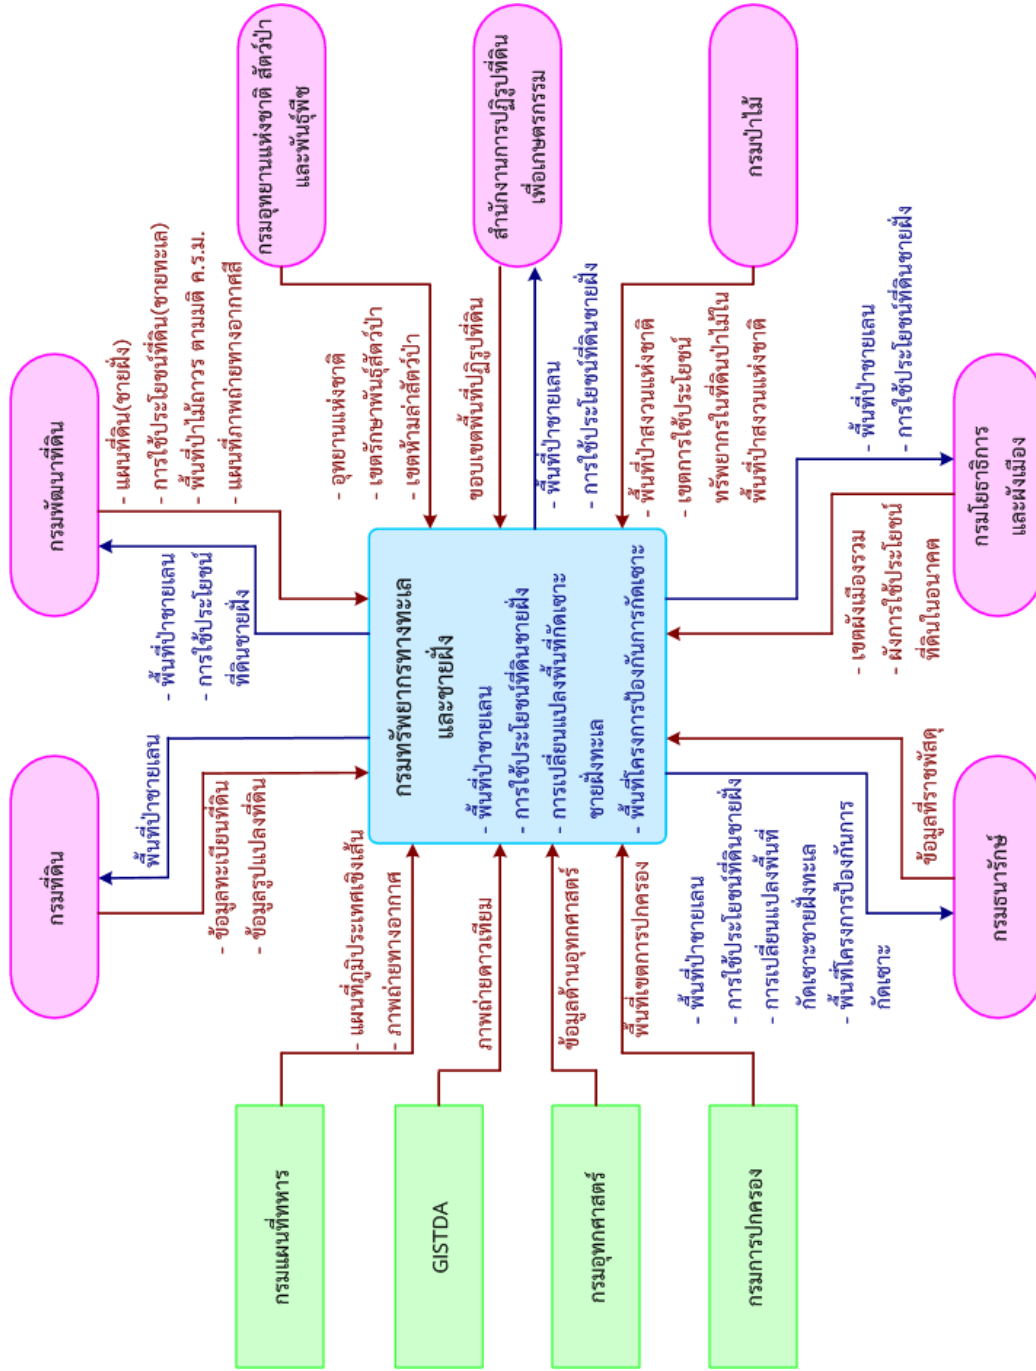 กรมที่ดิน
กรมพัฒนาที่ดิน
พื้นที่ป่าชายเลน
- ข้อมูลทะเบียนที่ดิน
- ข้อมูลรูปแปลงที่ดิน
- พื้นที่ป่าชายเลน
- การใช้ประโยชน์
ที่ดินชายฝั่ง
- แผนที่ดิน(ชายฝั่ง)
- การใช้ประโยชน์ที่ดิน(ชายทะเล)
- พื้นที่ป่าไม้ถาวร ตามมติ ค.ร.ม.
- แผนที่ภาพถ่ายทางอากาศสี
กรมแผนที่ทหาร
- แผนที่ภูมิประเทศเชิงเส้น
- ภาพถ่ายทางอากาศ
GISTDA
ภาพถ่ายดาวเทียม
กรมอุทกศาสตร์
ข้อมูลด้านอุทกศาสตร์
กรมการปกครอง
พื้นที่เขตการปกครอง
กรมทรัพยากรทางทะเล
และชายฝั่ง
- พื้นที่ป่าชายเลน
- การใช้ประโยชน์ที่ดินชายฝั่ง
- การเปลี่ยนแปลงพื้นที่กัดเซาะ
ชายฝั่งทะเล
- พื้นที่โครงการป้องกันการกัดเซาะ
กรมอุทยานแห่งชาติ สัตว์ป่า
และพันธุ์พืช
- อุทยานแห่งชาติ
- เขตรักษาพันธุ์สัตว์ป่า
- เขตห้ามล่าสัตว์ป่า
สำนักงานการปฏิรูปที่ดิน
เพื่อเกษตรกรรม
ขอบเขตพื้นที่ปฏิรูปที่ดิน
- พื้นที่ป่าชายเลน
- การใช้ประโยชน์ที่ดินชายฝั่ง
กรมป่าไม้
- พื้นที่ป่าสงวนแห่งชาติ
- เขตการใช้ประโยชน์
ทรัพยากรในที่ดินป่าไม้ใน
พื้นที่ป่าสงวนแห่งชาติ
- พื้นที่ป่าชายเลน
- การใช้ประโยชน์ที่ดินชายฝั่ง
- การเปลี่ยนแปลงพื้นที่
กัดเซาะชายฝั่งทะเล
- พื้นที่โครงการป้องกันการ
กัดเซาะ
ข้อมูลที่ราชพัสดุ
กรมธนารักษ์
- เขตผังเมืองรวม
- ผังการใช้ประโยชน์
ที่ดินในอนาคต
- พื้นที่ป่าชายเลน
- การใช้ประโยชน์ที่ดินชายฝั่ง
กรมโยธาธิการ
และผังเมือง